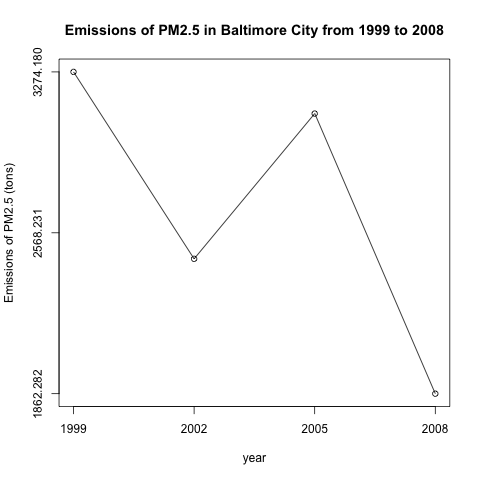 Emissions of PM2.5 in Baltimore City from 1999 to 2008
Emissions of PM2.5 (tons)
3274.180
2568.231
1862.282
1999 2002 2005 2008
year